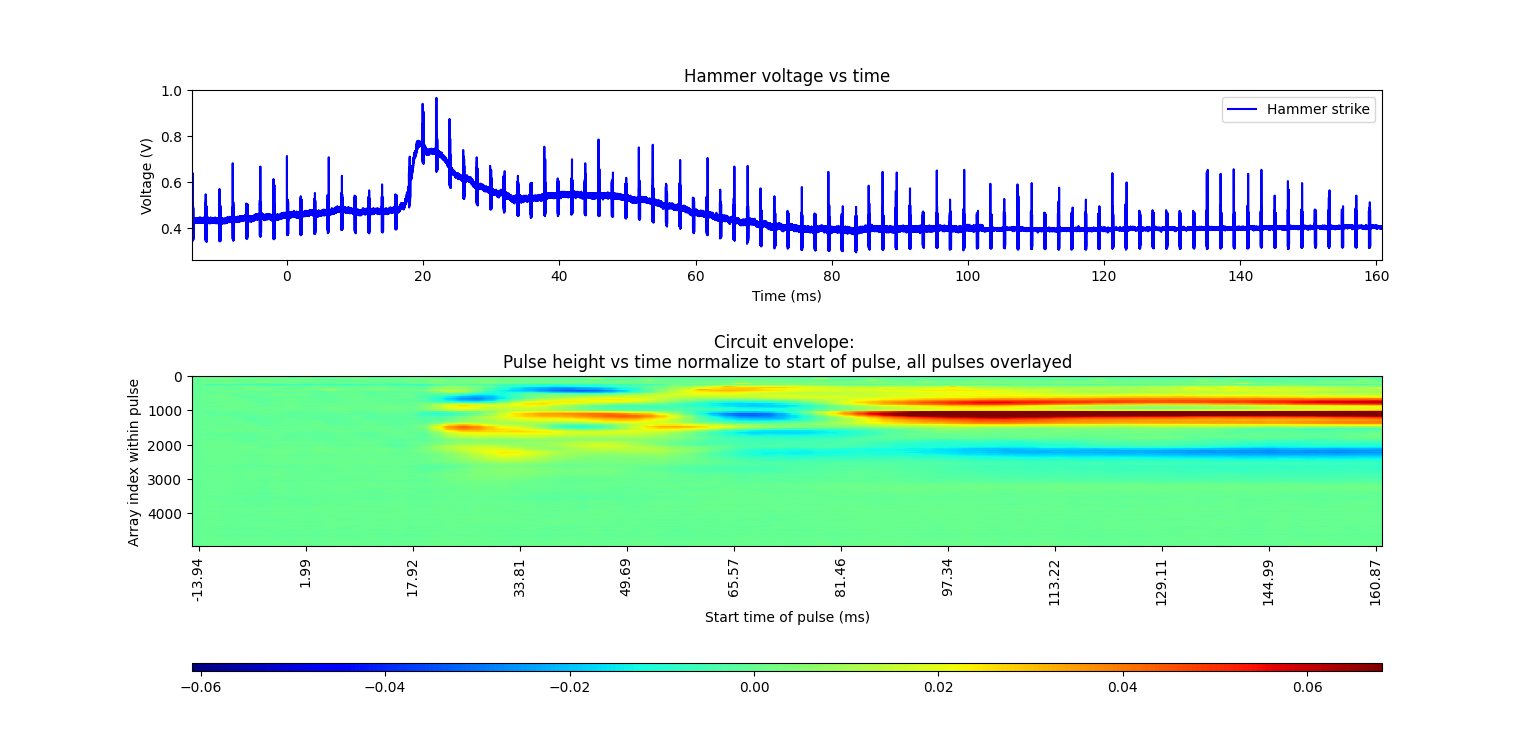 Hammer voltage vs time
1.0
0.8
0.6
0.4
Voltage (V)
Hammer strike
0 20 40 60 80 100 120 140 160
Time (ms)
Circuit envelope:
Pulse height vs time normalize to start of pulse, all pulses overlayed
0
1000
2000
3000
4000
Array index within pulse
-13.94 1.99 17.92 33.81 49.69 65.57 81.46 97.34 113.22 129.11 144.99 160.87
Start time of pulse (ms)
−0.06 −0.04 −0.02 0.00 0.02 0.04 0.06